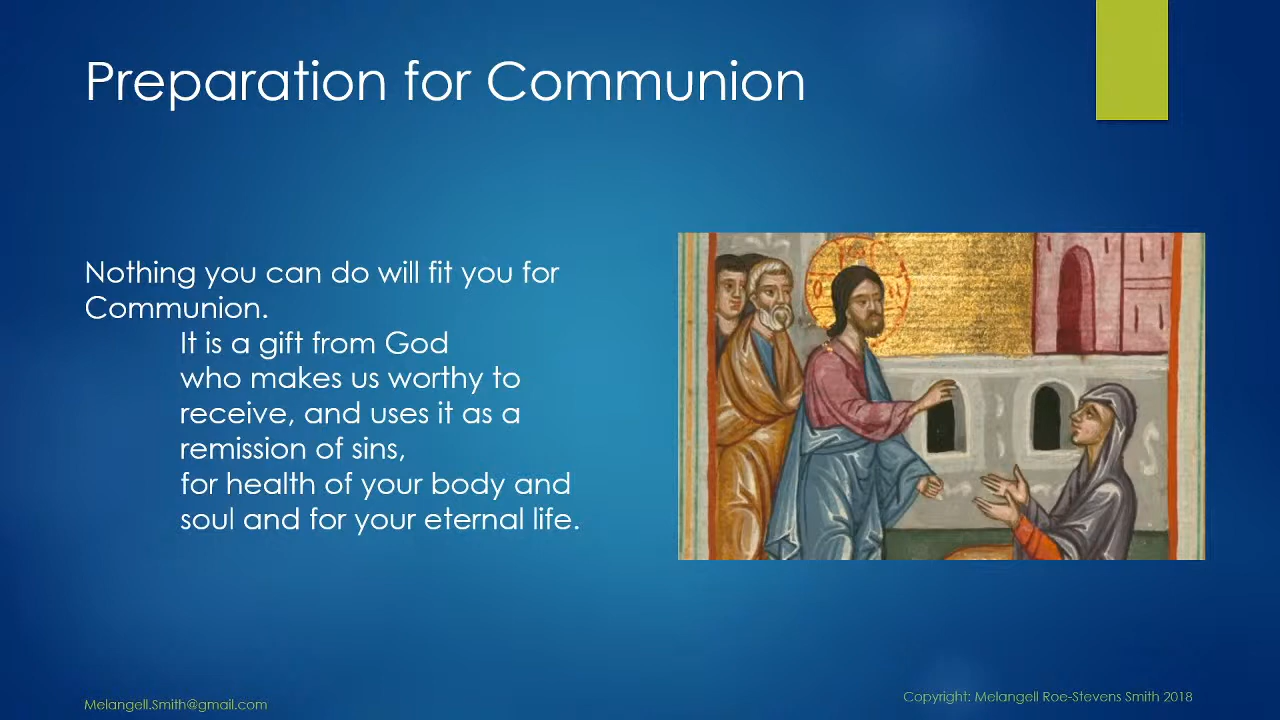 Preparation for Communion
Nothing you can do will fit you for
Communion.
It is a gift from God
who makes us worthy to
receive, and uses it as a
remission of sins,
for health of your body and
soul and for your eternal life.
Melangell.Smith@gmail.com
Copyright: Melangell Roe-Stevens Smith 2018